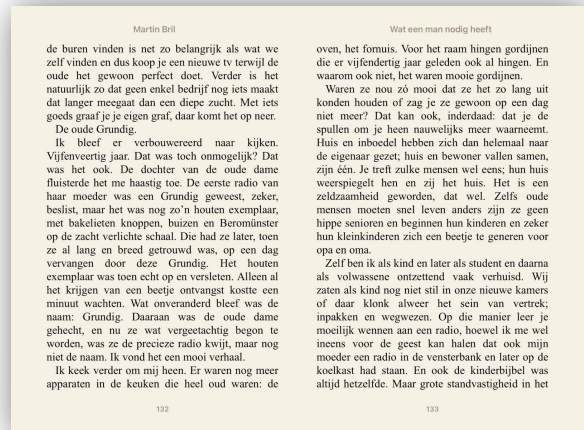 Martin Bril
de buren vinden is net zo belangrijk als wat we
zelf vinden en dus koop je een nieuwe tv terwijl de
oude het gewoon perfect doet. Verder is het
natuurlijk zo dat geen enkel bedrijf nog iets maakt
dat langer meegaat dan een diepe zucht. Met iets
goeds graaf je je eigen graf, daar komt het op neer.
De oude Grundig.
Ik bleef er verbouwereerd naar kijken.
Vijfenveertig jaar. Dat was toch onmogelijk? Dat
was het ook. De dochter van de oude dame
fluisterde het me haastig toe. De eerste radio van
haar moeder was een Grundig geweest, zeker,
beslist, maar het was nog zo'n houten exemplaar,
met bakelieten knoppen, buizen en Beromünster
op de zacht verlichte schaal. Die had ze later, toen
ze al lang en breed getrouwd was, op een dag
vervangen door deze Grundig. Het houten
exemplaar was toen echt op en versleten. Alleen al
het krijgen van een beetje ontvangst kostte een
minuut wachten. Wat onveranderd bleef was de
naam: Grundig. Daaraan was de oude dame
gehecht, en nu ze wat vergeetachtig begon te
worden, was ze de precieze radio kwijt, maar nog
niet de naam. Ik vond het een mooi verhaal.
Ik keek verder om mij heen. Er waren nog meer
apparaten in de keuken die heel oud waren: de
132
Wat een man nodig heeft
oven, het fornuis. Voor het raam hingen gordijnen
die er vijfendertig jaar geleden ook al hingen. En
waarom ook niet, het waren mooie gordijnen.
Waren ze nou zó mooi dat ze het zo lang uit
konden houden of zag je ze gewoon op een dag
niet meer? Dat kan ook, inderdaad: dat je de
spullen om je heen nauwelijks meer waarneemt.
Huis en inboedel hebben zich dan helemaal naar
de eigenaar gezet; huis en bewoner vallen samen,
zijn één. Je treft zulke mensen wel eens; hun huis
weerspiegelt hen en zij het huis. Het is een
zeldzaamheid geworden, dat wel. Zelfs oude
mensen moeten snel leven anders zijn ze geen
hippe senioren en beginnen hun kinderen en zeker
hun kleinkinderen zich een beetje te generen voor
opa en oma.
Zelf ben ik als kind en later als student en daarna
als volwassene ontzettend vaak verhuisd. Wij
zaten als kind nog niet stil in onze nieuwe kamers
of daar klonk alweer het sein van vertrek;
inpakken en wegwezen. Op die manier leer je
moeilijk wennen aan een radio, hoewel ik me wel
ineens voor de geest kan halen dat ook mijn
moeder een radio in de vensterbank en later op de
koelkast had staan. En ook de kinderbijbel was
altijd hetzelfde. Maar grote standvastigheid in het
133